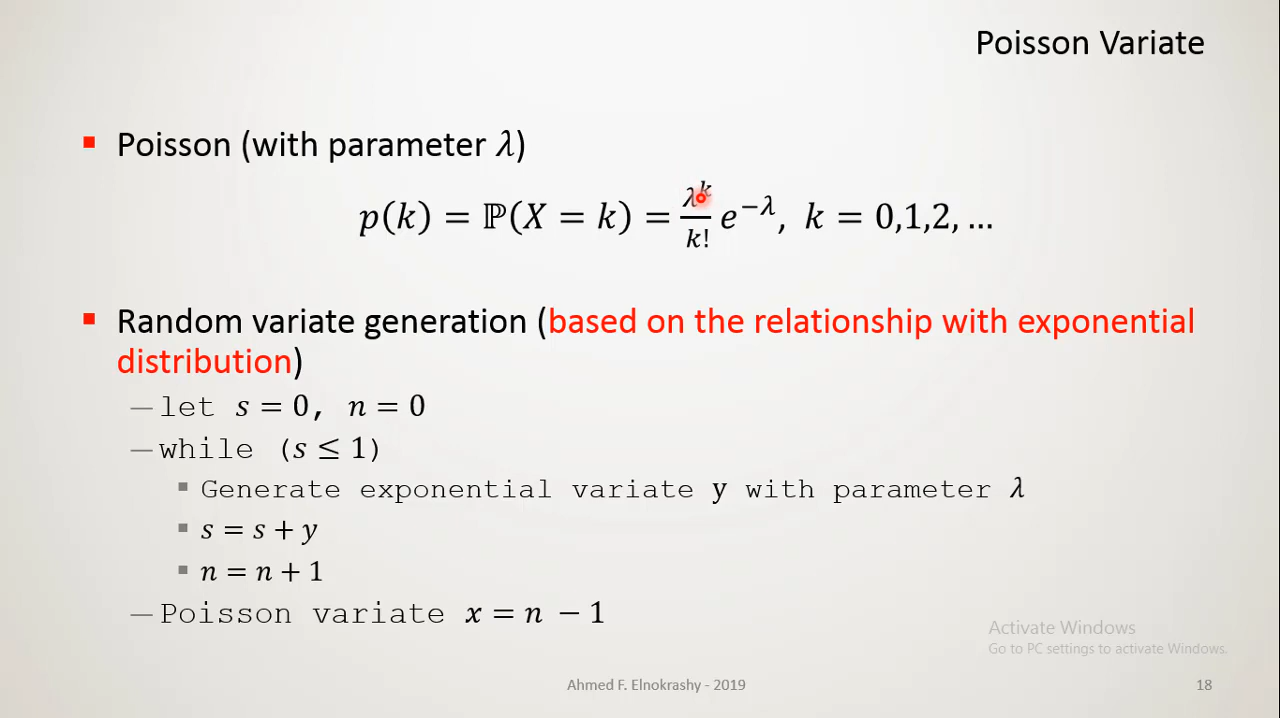 Poisson Variate
▪ Poisson (with parameter λ)
p(k) = ℙ(X = k) = λ^k/k! e^−λ, k = 0,1,2, …
▪ Random variate generation (based on the relationship with exponential
distribution)
— let s = 0, n = 0
— while (s ≤ 1)
▪ Generate exponential variate y with parameter λ
▪ s = s + y
▪ n = n + 1
— Poisson variate x = n − 1
Activate Windows
Go to PC settings to activate Windows.
Ahmed F. Elnokrashy - 2019
18